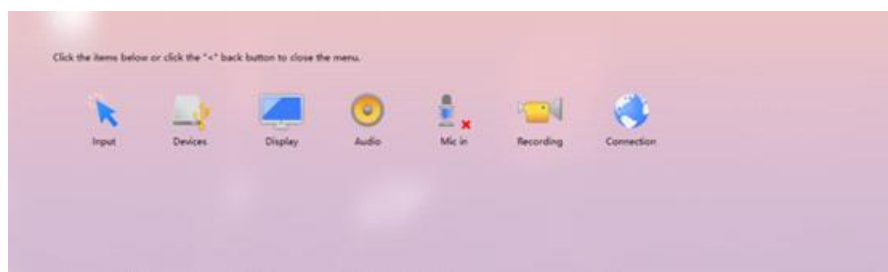 Click the items below or click the "<" back button to close the menu.
Input Devices Display Audio Mic in Recording Connection